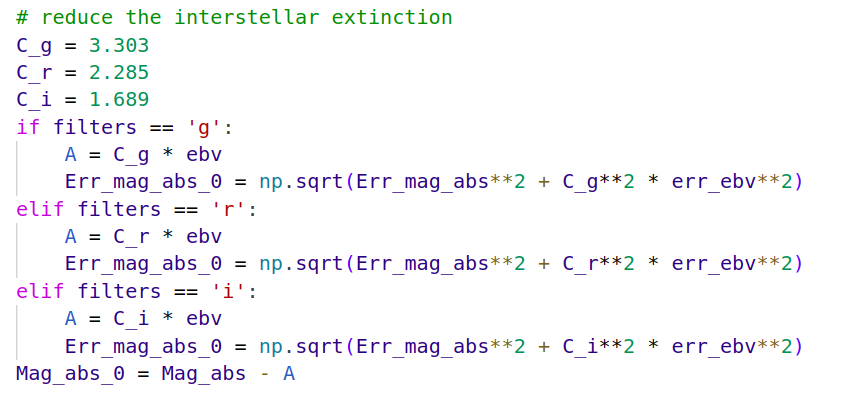 # reduce the interstellar extinction
C_g = 3.303
C_r = 2.285
C_i = 1.689
if filters == 'g':
    A = C_g * ebv
    Err_mag_abs_0 = np.sqrt(Err_mag_abs**2 + C_g**2 * err_ebv**2)
elif filters == 'r':
    A = C_r * ebv
    Err_mag_abs_0 = np.sqrt(Err_mag_abs**2 + C_r**2 * err_ebv**2)
elif filters == 'i':
    A = C_i * ebv
    Err_mag_abs_0 = np.sqrt(Err_mag_abs**2 + C_i**2 * err_ebv**2)
Mag_abs_0 = Mag_abs - A